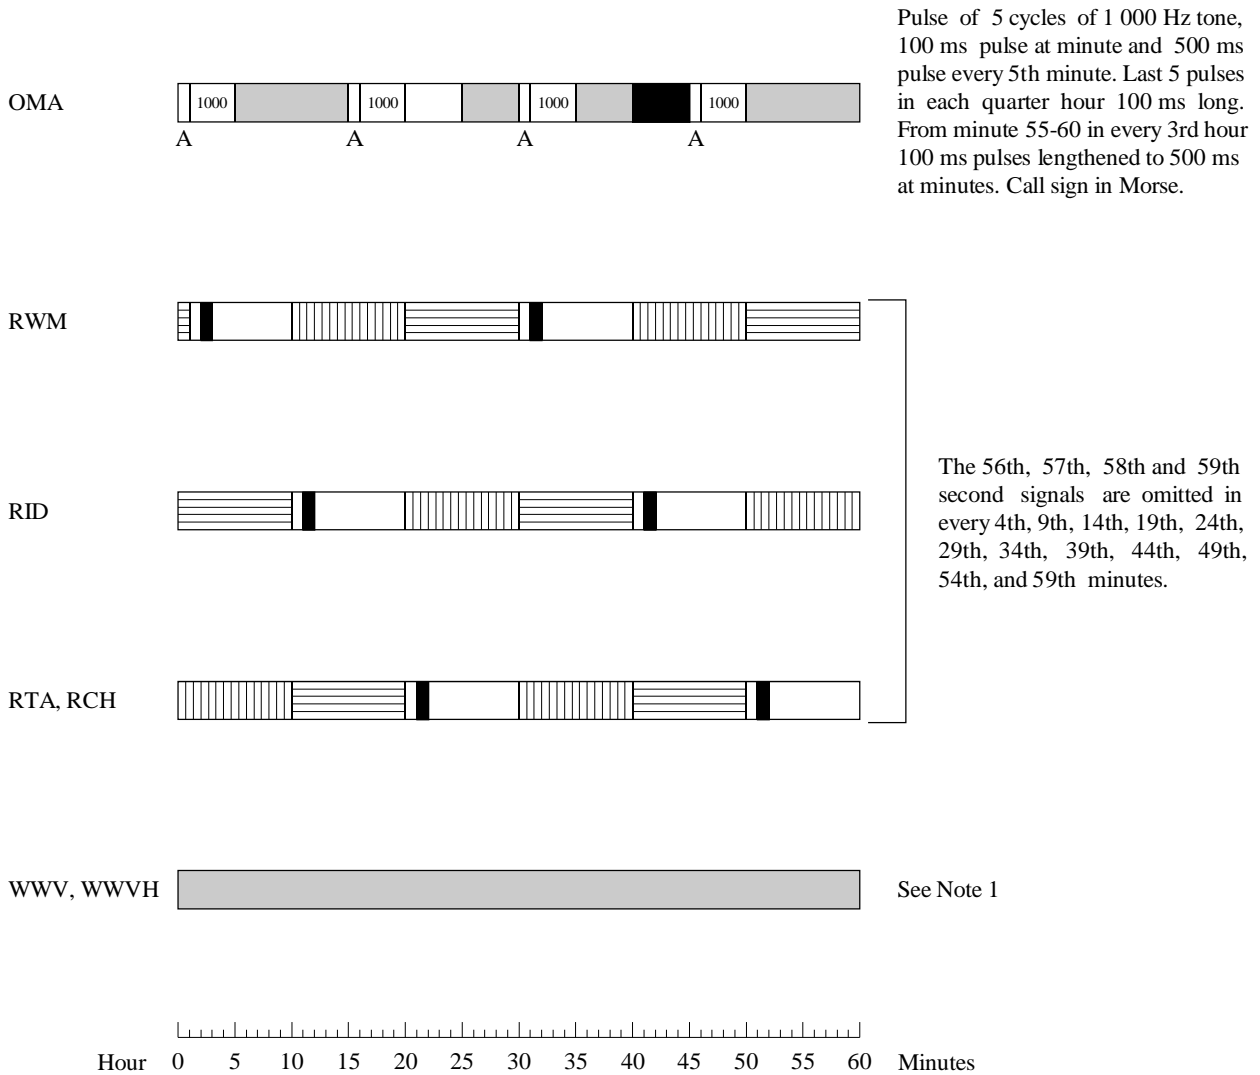 Pulse of 5 cycles of 1 000 Hz tone,
100 ms pulse at minute and 500 ms
pulse every 5th minute. Last 5 pulses
in each quarter hour 100 ms long.
From minute 55-60 in every 3rd hour
100 ms pulses lengthened to 500 ms
at minutes. Call sign in Morse.
OMA
1000 1000 1000 1000
A A A A
RWM
RID
The 56th, 57th, 58th and 59th
second signals are omitted in
every 4th, 9th, 14th, 19th, 24th,
29th, 34th, 39th, 44th, 49th,
54th, and 59th minutes.
RTA, RCH
WWV, WWVH
See Note 1
Hour 0 5 10 15 20 25 30 35 40 45 50 55 60 Minutes